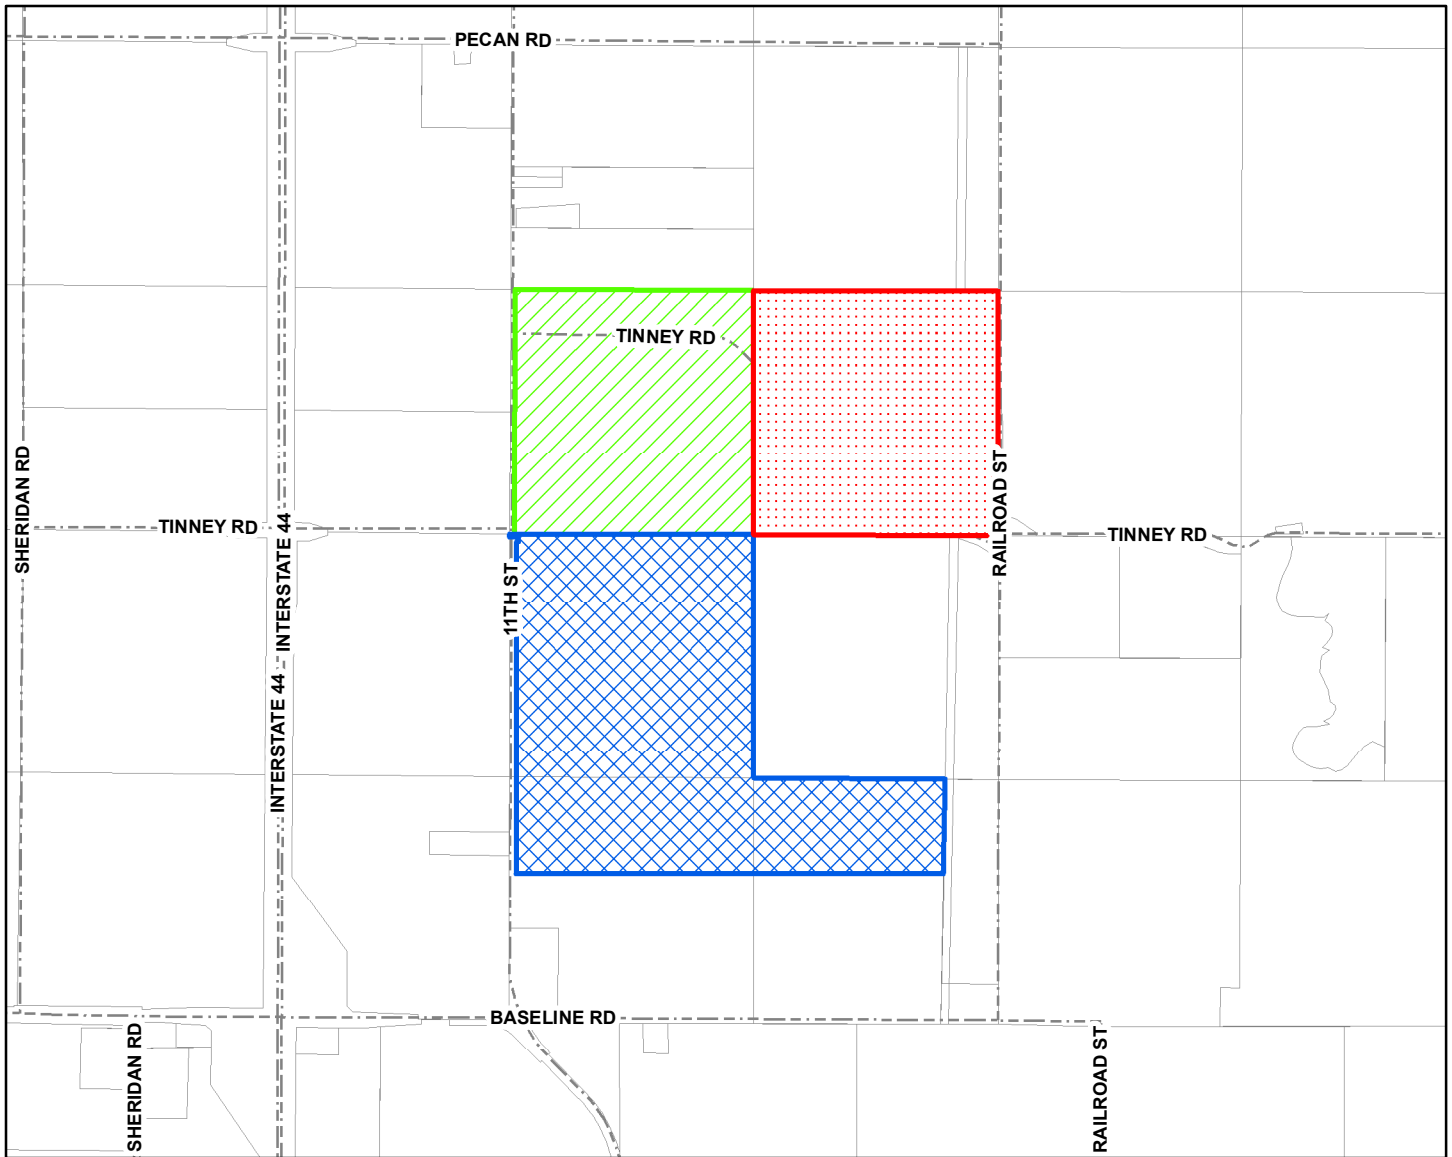 PECAN RD
TINNEY RD
SHERIDAN RD
RAILROAD ST
TINNEY RD
INTERSTATE 44
TINNEY RD
11TH ST
INTERSTATE 44
BASELINE RD
SHERIDAN RD
RAILROAD ST